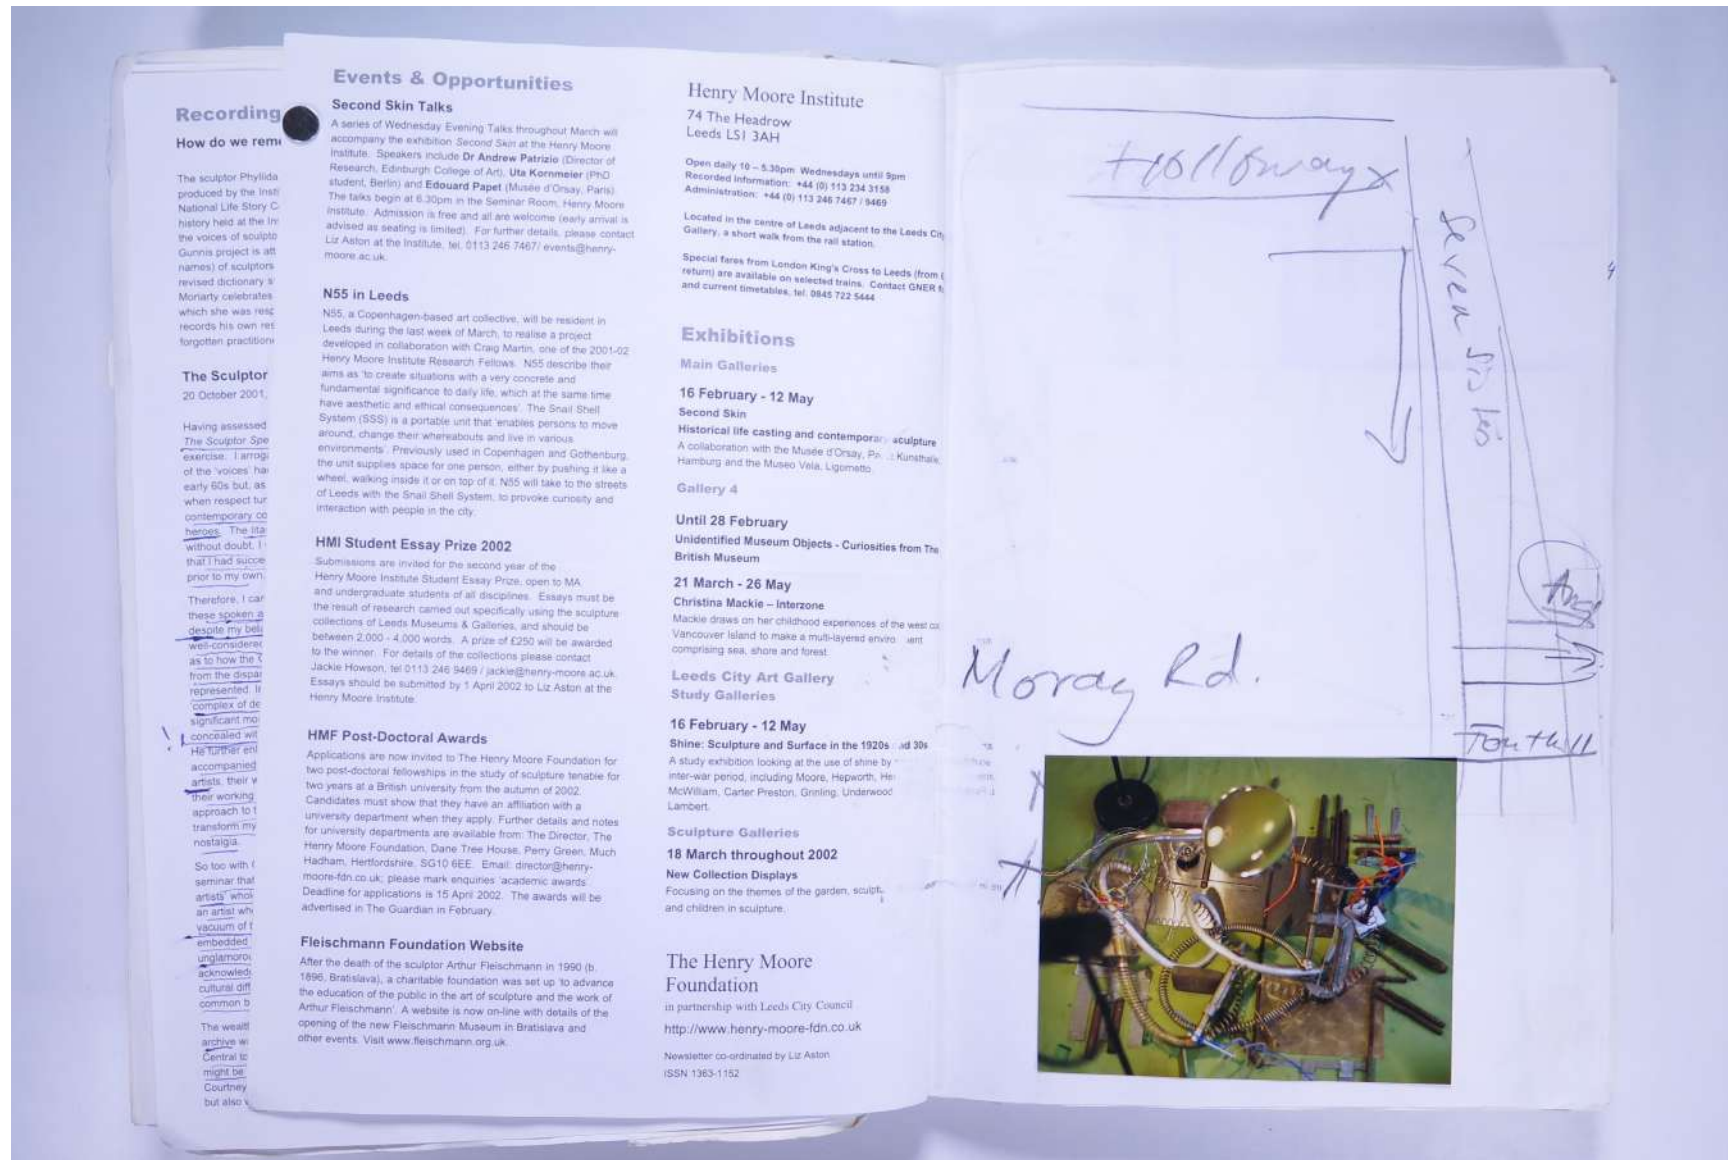 Recording
How do we rem
The sculptor Phyllida
produced by the Insti
National Life Story C
history held at the In
the voices of sculpto
Gunnis project is att
names) of sculptors
revised dictionary s
Moriarty celebrates
which she was resp
records his own res
forgotten practition
The Sculptor
20 October 2001,
Having assessed
The Sculptor Spe
exercise. I arrog
of the 'voices' ha
early 60s but, as
when respect tur
contemporary co
heroes. The lita
without doubt, I
that I had succe
prior to my own
Therefore, I can
these spoken a
despite my beli
well-considered
as to how the
from the dispar
represented. In
'complex of de
significant mo
concealed wit
He further enl
accompanied
artists, their w
their working
approach to t
transform my
nostalgia.
So too with
seminar that
artists' whol
an artist wh
vacuum of t
embedded
unglamorou
acknowledg
cultural diff
common b
The wealt
archive wi
Central to
might be
Courtney
but also
Events & Opportunities
Second Skin Talks
A series of Wednesday Evening Talks throughout March will
accompany the exhibition Second Skin at the Henry Moore
Institute. Speakers include Dr Andrew Patrizio (Director of
Research, Edinburgh College of Art), Uta Kornmeier (PhD
student, Berlin) and Edouard Papet (Musée d'Orsay, Paris).
The talks begin at 6.30pm in the Seminar Room, Henry Moore
Institute. Admission is free and all are welcome (early arrival is
advised as seating is limited). For further details, please contact
Liz Aston at the Institute, tel. 0113 246 7467/ events@henry-
moore.ac.uk.
N55 in Leeds
N55, a Copenhagen-based art collective, will be resident in
Leeds during the last week of March, to realise a project
developed in collaboration with Craig Martin, one of the 2001-02
Henry Moore Institute Research Fellows. N55 describe their
aims as 'to create situations with a very concrete and
fundamental significance to daily life, which at the same time
have aesthetic and ethical consequences'. The Snail Shell
System (SSS) is a portable unit that 'enables persons to move
around, change their whereabouts and live in various
environments'. Previously used in Copenhagen and Gothenburg,
the unit supplies space for one person, either by pushing it like a
wheel, walking inside it or on top of it. N55 will take to the streets
of Leeds with the Snail Shell System, to provoke curiosity and
interaction with people in the city.
HMI Student Essay Prize 2002
Submissions are invited for the second year of the
Henry Moore Institute Student Essay Prize, open to MA
and undergraduate students of all disciplines. Essays must be
the result of research carried out specifically using the sculpture
collections of Leeds Museums & Galleries, and should be
between 2,000 - 4,000 words. A prize of £250 will be awarded
to the winner. For details of the collections please contact
Jackie Howson, tel 0113 246 9469 / jackie@henry-moore.ac.uk.
Essays should be submitted by 1 April 2002 to Liz Aston at the
Henry Moore Institute.
HMF Post-Doctoral Awards
Applications are now invited to The Henry Moore Foundation for
two post-doctoral fellowships in the study of sculpture tenable for
two years at a British university from the autumn of 2002.
Candidates must show that they have an affiliation with a
university department when they apply. Further details and notes
for university departments are available from: The Director, The
Henry Moore Foundation, Dane Tree House, Perry Green, Much
Hadham, Hertfordshire, SG10 6EE. Email: director@henry-
moore-fdn.co.uk; please mark enquiries 'academic awards'.
Deadline for applications is 15 April 2002. The awards will be
advertised in The Guardian in February.
Fleischmann Foundation Website
After the death of the sculptor Arthur Fleischmann in 1990 (b.
1896, Bratislava), a charitable foundation was set up 'to advance
the education of the public in the art of sculpture and the work of
Arthur Fleischmann'. A website is now on-line with details of the
opening of the new Fleischmann Museum in Bratislava and
other events. Visit www.fleischmann.org.uk.
Henry Moore Institute
74 The Headrow
Leeds LS1 3AH
Open daily 10 – 5.30pm Wednesdays until 9pm
Recorded Information: +44 (0) 113 234 3158
Administration: +44 (0) 113 246 7467 / 9469
Located in the centre of Leeds adjacent to the Leeds City
Gallery, a short walk from the rail station.
Special fares from London King's Cross to Leeds (from
return) are available on selected trains. Contact GNER f
and current timetables, tel: 0845 722 5444
Exhibitions
Main Galleries
16 February - 12 May
Second Skin
Historical life casting and contemporary sculpture
A collaboration with the Musée d'Orsay, Kunsthalle,
Hamburg and the Museo Vela, Ligornetto.
Gallery 4
Until 28 February
Unidentified Museum Objects - Curiosities from The
British Museum
21 March - 26 May
Christina Mackie – Interzone
Mackie draws on her childhood experiences of the west
Vancouver Island to make a multi-layered enviro ent
comprising sea, shore and forest.
Leeds City Art Gallery
Study Galleries
16 February - 12 May
Shine: Sculpture and Surface in the 1920s nd 30s
A study exhibition looking at the use of shine by
inter-war period, including Moore, Hepworth,
McWilliam, Carter Preston, Grinling, Underwood
Lambert.
Sculpture Galleries
18 March throughout 2002
New Collection Displays
Focusing on the themes of the garden, sculpt
and children in sculpture.
The Henry Moore
Foundation
in partnership with Leeds City Council
http://www.henry-moore-fdn.co.uk
Newsletter co-ordinated by Liz Aston
ISSN 1363-1152
Holloway x
Seven Sisters
Moray Rd.
Fonthill